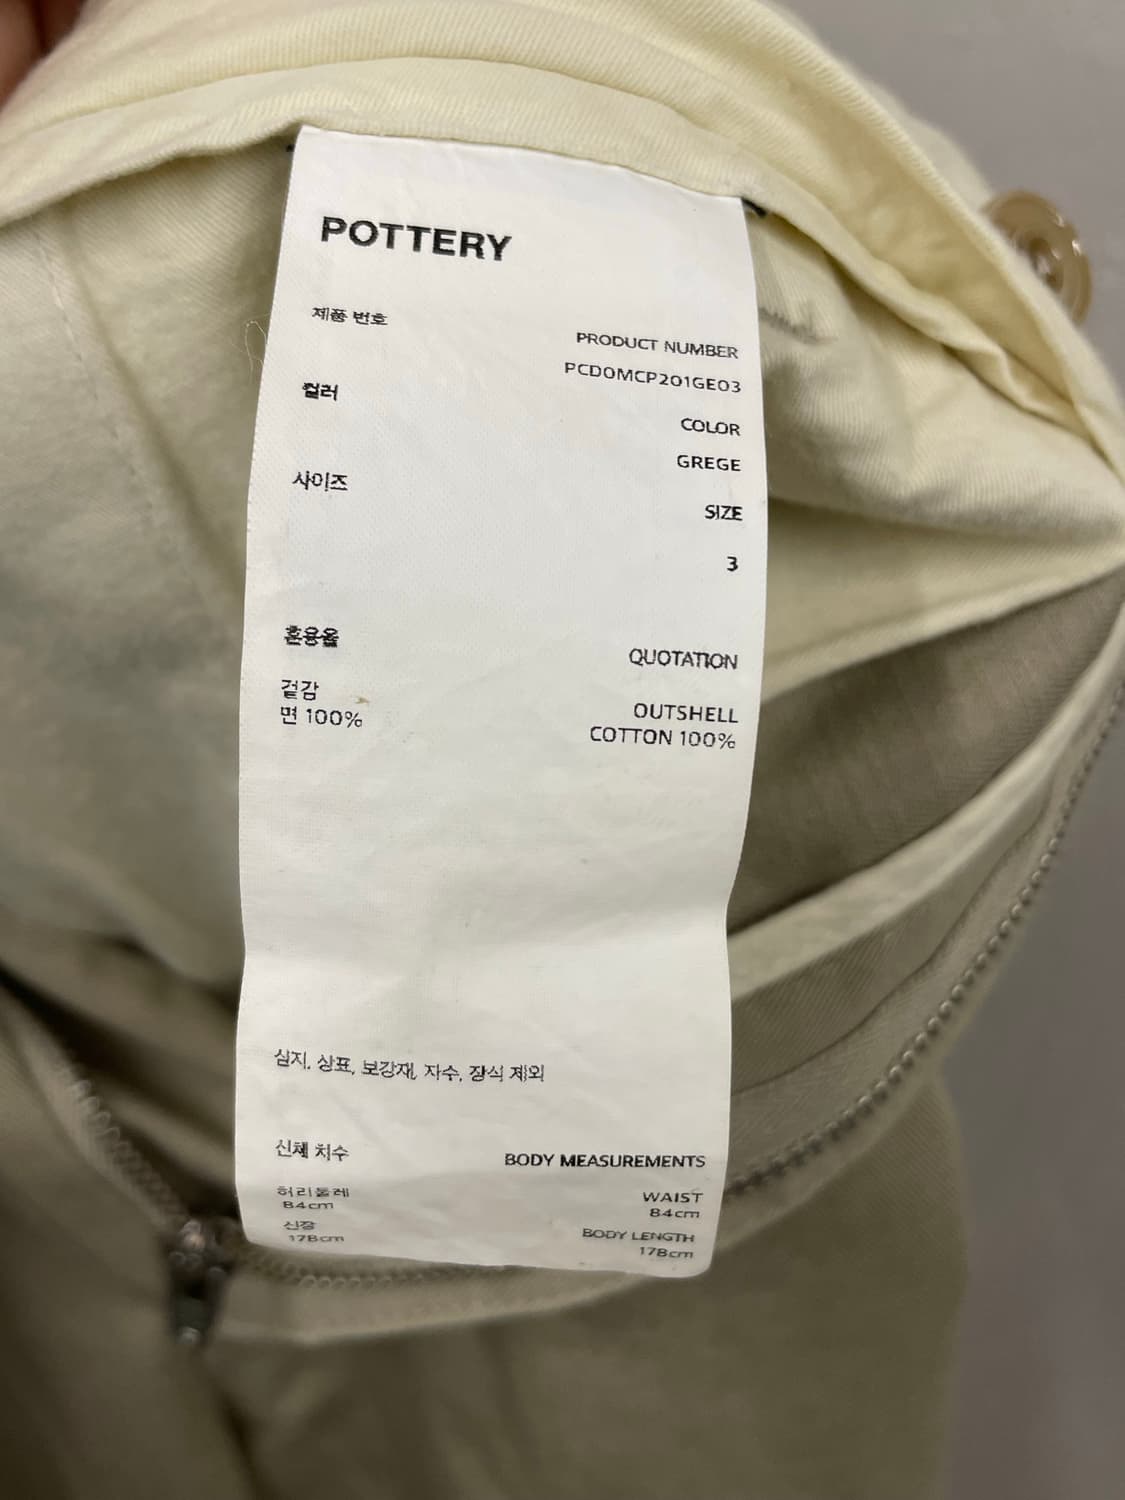 POTTERY
제품 번호
PRODUCT NUMBER
PCD0MCP201GE03
컬러
COLOR
GREGE
사이즈
SIZE
3
혼용율
QUOTATION
겉감
OUTSHELL
면 100%
COTTON 100%
심지, 상표, 보강재, 자수, 장식 제외
신체 치수
BODY MEASUREMENTS
허리둘레
WAIST
84cm
84cm
신장
BODY LENGTH
178cm
178cm